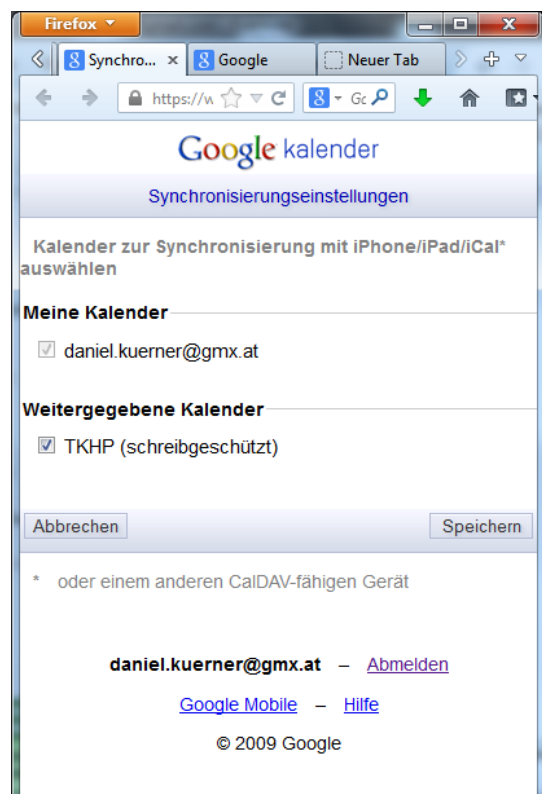 Firefox
Synchro... × Google Neuer Tab
https://w Gc
Google kalender
Synchronisierungseinstellungen
Kalender zur Synchronisierung mit iPhone/iPad/iCal*
auswählen
Meine Kalender
daniel.kuerner@gmx.at
Weitergegebene Kalender
TKHP (schreibgeschützt)
Abbrechen Speichern
* oder einem anderen CalDAV-fähigen Gerät
daniel.kuerner@gmx.at – Abmelden
Google Mobile – Hilfe
© 2009 Google